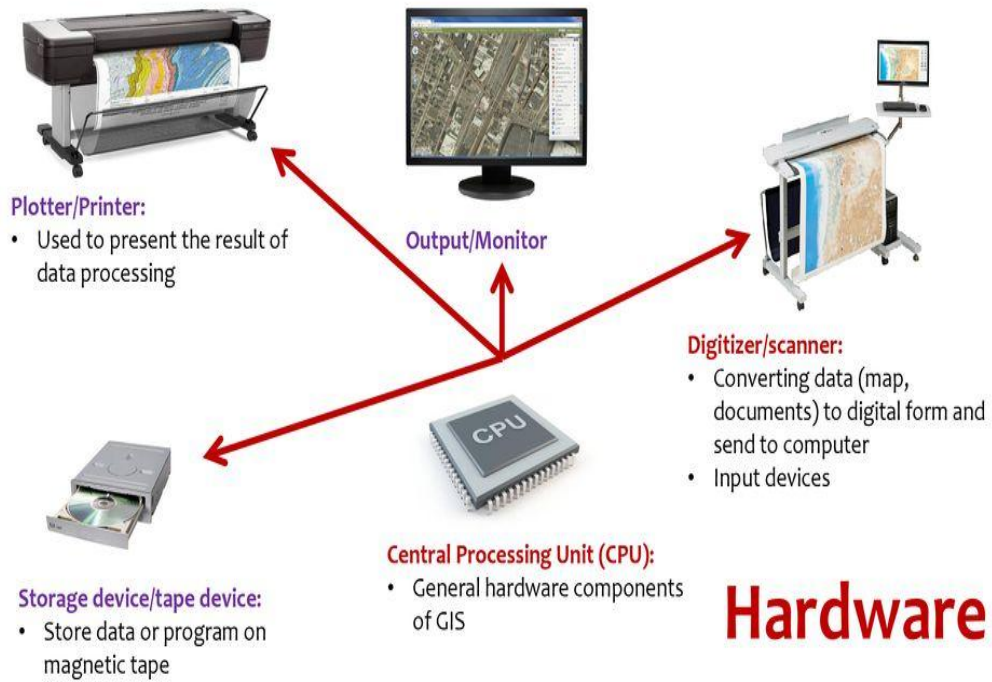 Plotter/Printer:
• Used to present the result of
data processing
Output/Monitor
Digitizer/scanner:
• Converting data (map,
documents) to digital form and
send to computer
• Input devices
CPU
Central Processing Unit (CPU):
• General hardware components
of GIS
Storage device/tape device:
• Store data or program on
magnetic tape
Hardware